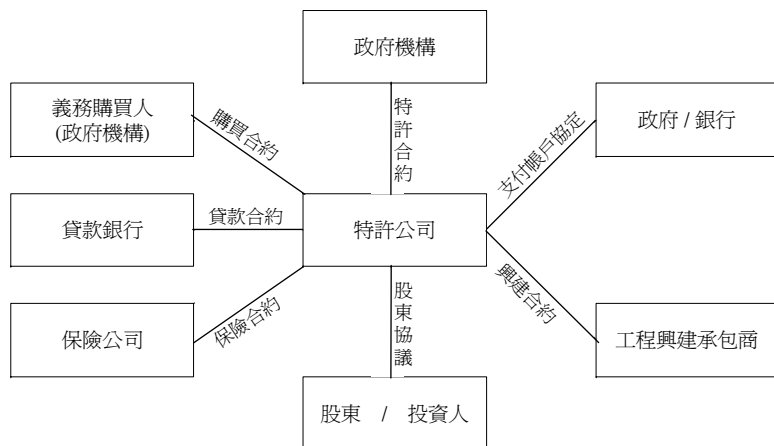 政府機構
義務購買人
(政府機構)
購買合約
特許合約
支付帳戶協定
政府 / 銀行
貸款銀行
貸款合約
特許公司
保險公司
保險合約
股東協議
興建合約
工程興建承包商
股東 / 投資人